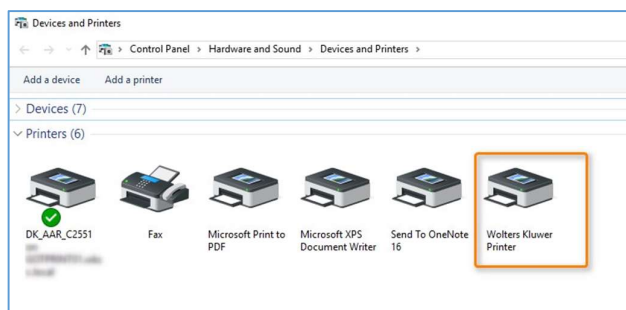 Devices and Printers
Control Panel > Hardware and Sound > Devices and Printers >
Add a device Add a printer
Devices (7)
Printers (6)
DK_AAR_C2551
Fax
Microsoft Print to
PDF
Microsoft XPS
Document Writer
Send To OneNote
16
Wolters Kluwer
Printer